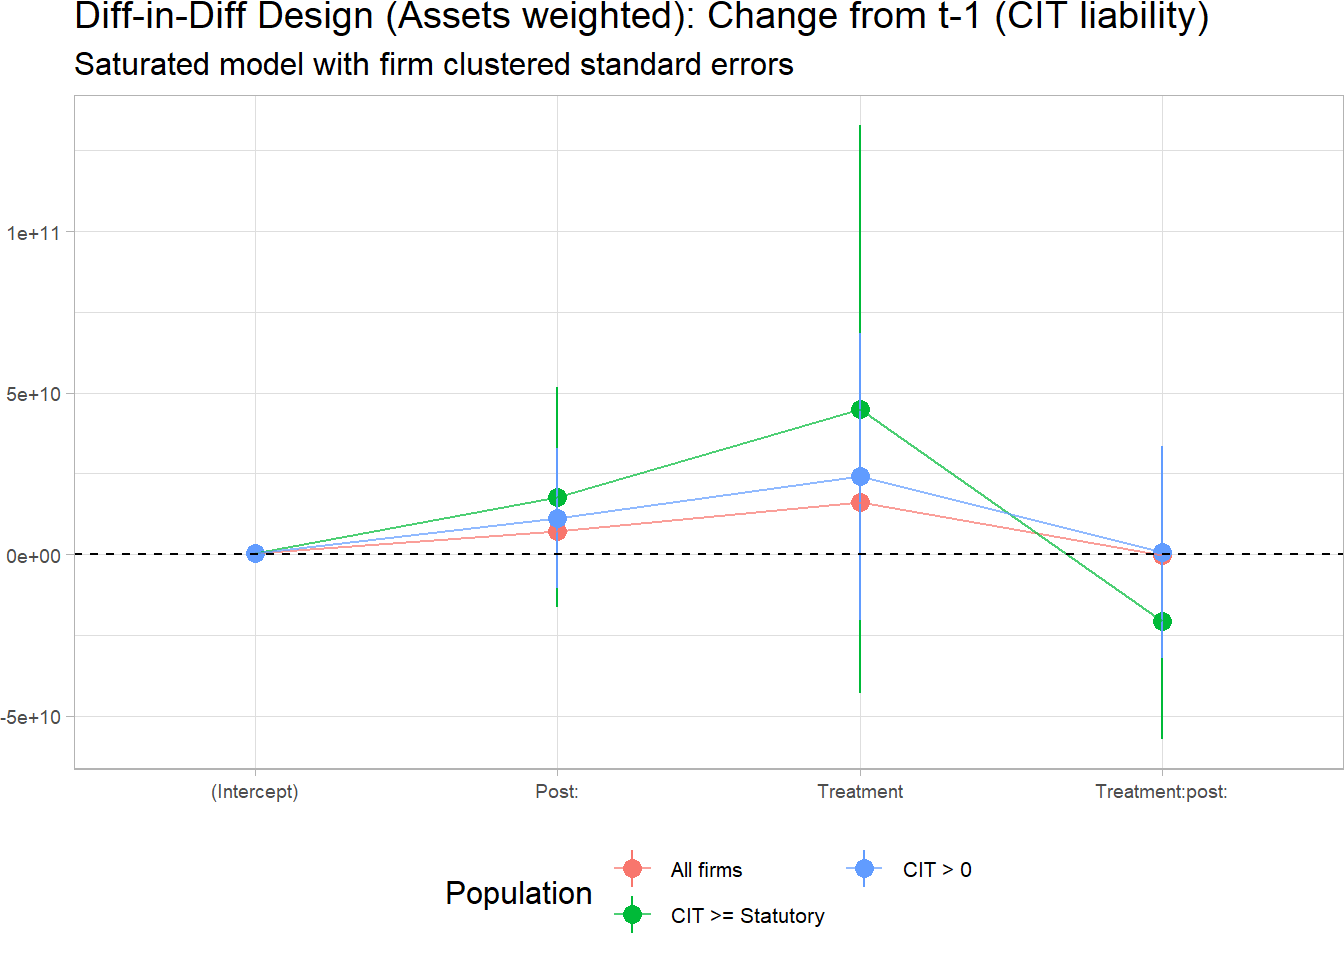 Diff-in-Diff Design (Assets weighted): Change from t-1 (CIT liability)
Saturated model with firm clustered standard errors
1e+11
5e+10
0e+00
-5e+10
(Intercept)
Post:
Treatment
Treatment:post:
Population
All firms
CIT > 0
CIT >= Statutory